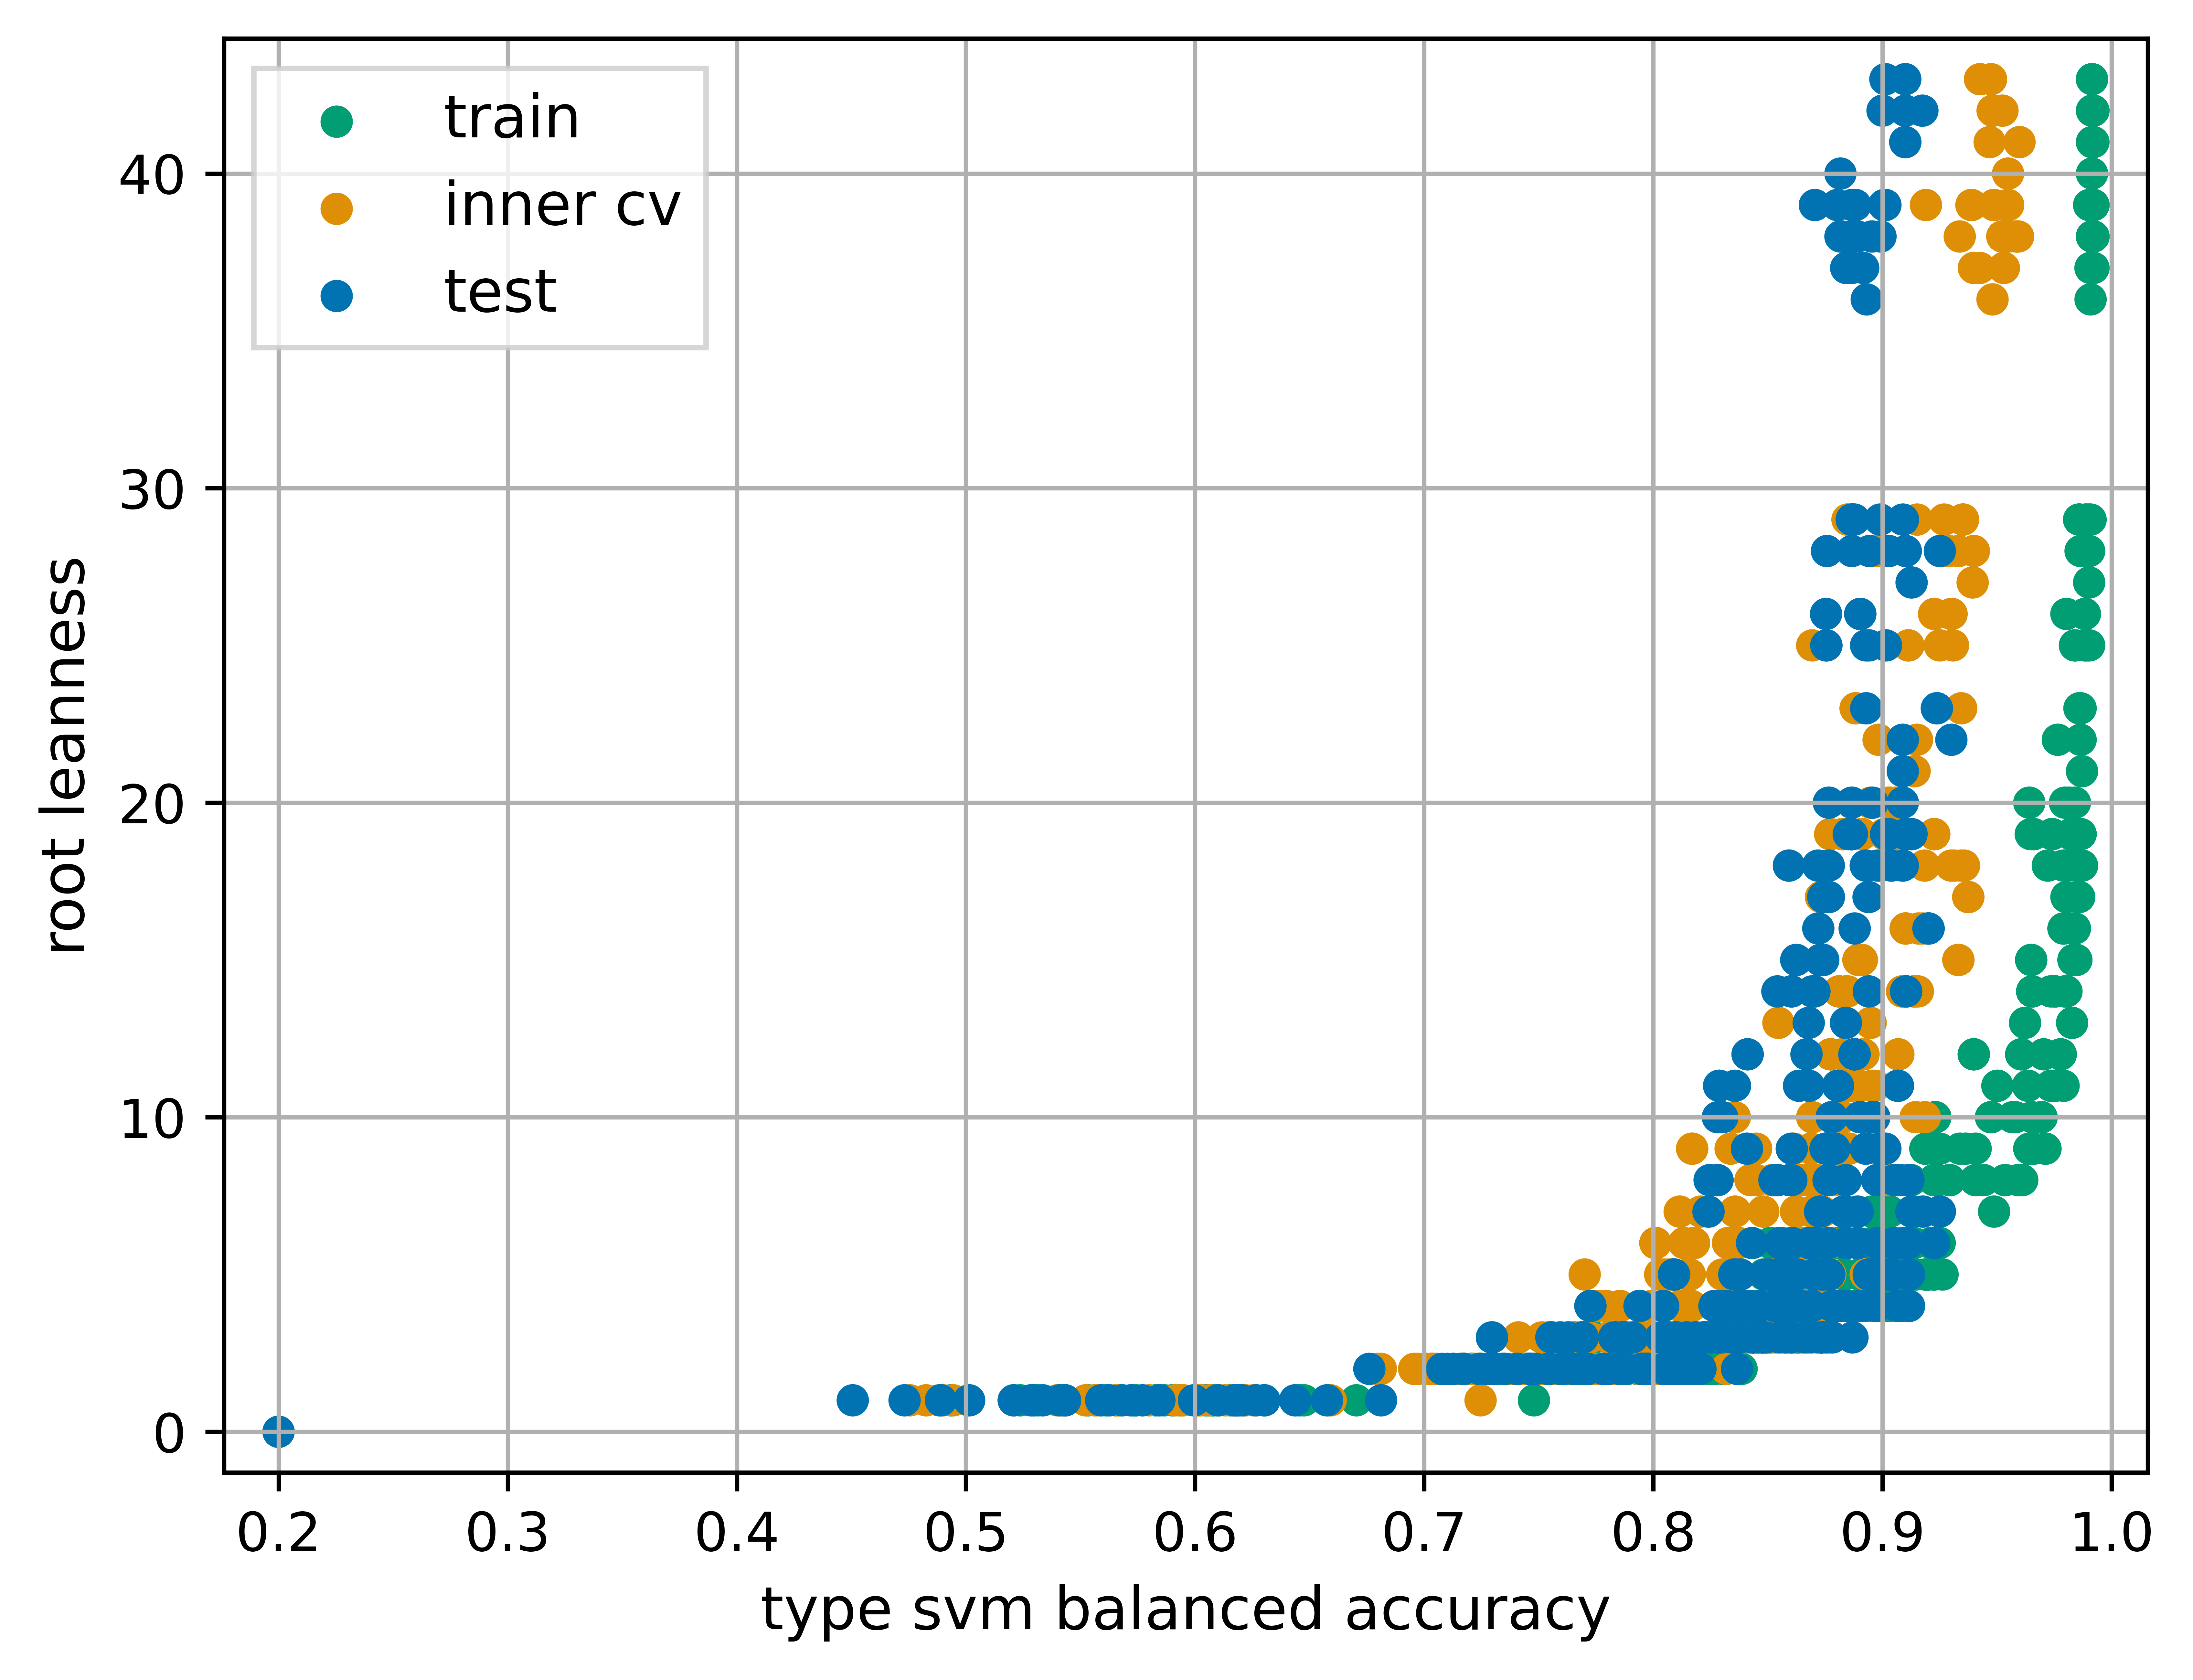 train
inner cv
test
40
30
20
10
0
root leanness
0.2 0.3 0.4 0.5 0.6 0.7 0.8 0.9 1.0
type svm balanced accuracy